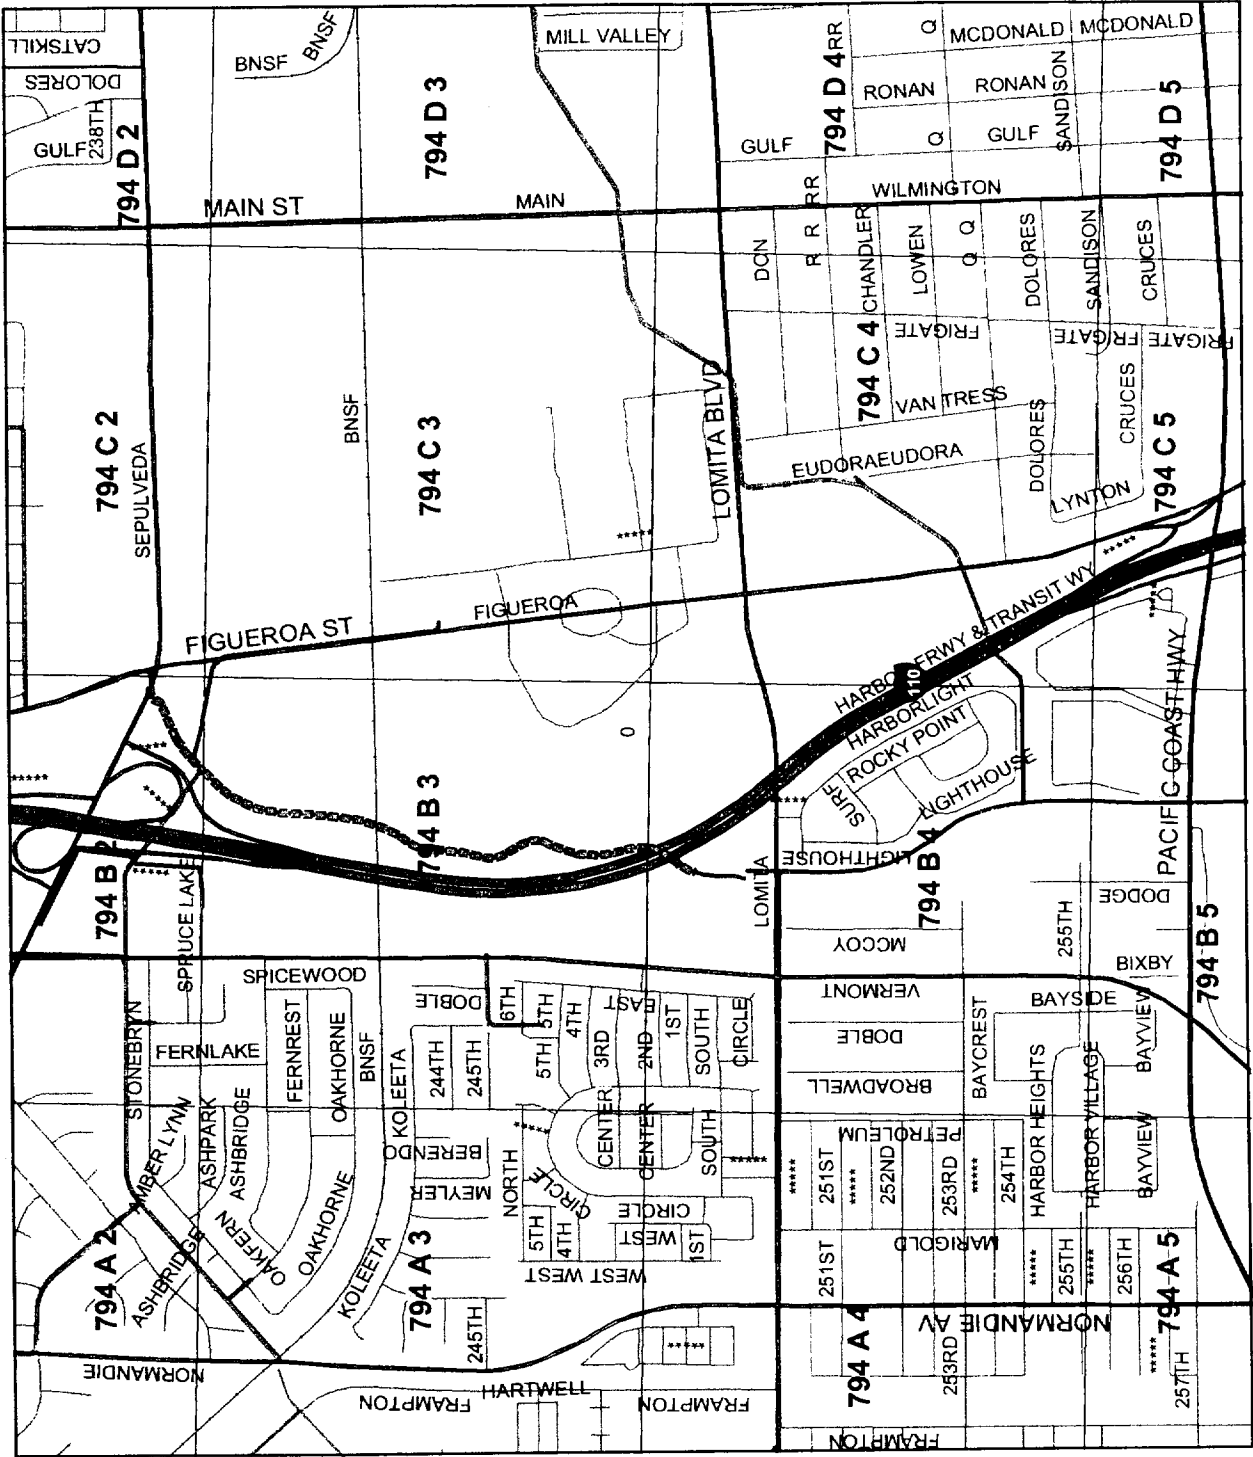 CATSKILL
DOLORES
238TH
GULF
794 D 2
BNSF
BNSF
794 D 3
MILL VALLEY
794 D 4
RR
Q
MCDONALD
MCDONALD
RONAN
RONAN
SANDISON
GULF
Q
GULF
794 D 5
MAIN ST
MAIN
WILMINGTON
RR
R R
DON
CHANDLER
LOWEN
Q Q
DOLORES
SANDISON
CRUCES
FRIGATE
FRIGATE
FRIGATE
FRIGATE
794 C 2
SEPULVEDA
BNSF
794 C 3
LOMITA BLVD
794 C 4
VAN TRESS
EUDORA
EUDORA
DOLORES
CRUCES
794 C 5
LYNTON
*****
*****
FIGUEROA ST
FIGUEROA
HARBOR FRWY & TRANSIT WY
110
HARBORLIGHT
ROCKY POINT
SURF
LIGHTHOUSE
LIGHTHOUSE
*****
PACIFIC COAST HWY
*****
*****
*****
*****
0
794 B 2
794 B 3
794 B 4
794 B 5
SPRUCE LAKE
LOMITA
MCCOY
DODGE
255TH
BIXBY
SPICEWOOD
DOBLE
6TH
5TH
4TH
3RD
2ND
EAST
1ST
SOUTH
CIRCLE
VERMONT
BAYSIDE
STONEBRYN
FERNLAKE
FERNREST
OAKHORNE
BNSF
KOLEETA
244TH
245TH
5TH
DOBLE
BROADWELL
BAYCREST
HARBOR HEIGHTS
HARBOR VILLAGE
BAYVIEW
BAYVIEW
AMBER LYNN
ASHPARK
ASHBRIDGE
BERENDO
MEYLER
NORTH
*****
CENTER
CENTER
SOUTH
*****
CIRCLE
CIRCLE
PETROLEUM
*****
251ST
*****
252ND
253RD
*****
254TH
BAYVIEW
794 A 2
ASHBRIDGE
OAKFERN
OAKHORNE
KOLEETA
794 A 3
5TH
4TH
WEST
1ST
WEST
WEST
MARIGOLD
251ST
*****
255TH
*****
256TH
794 A 5
NORMANDIE
245TH
*****
794 A 4
NORMANDIE AV
253RD
*****
257TH
FRAMPTON
HARTWELL
FRAMPTON
FRAMPTON